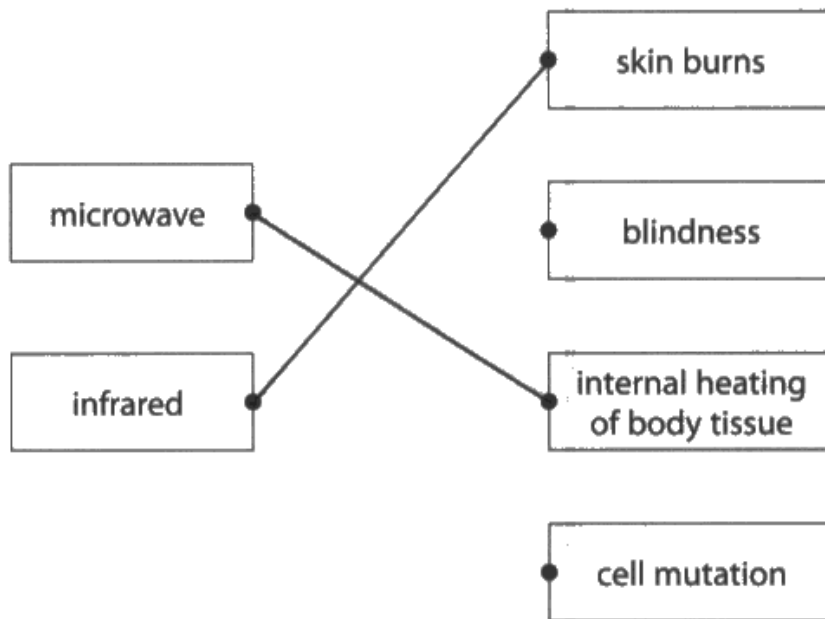 microwave
infrared
skin burns
blindness
internal heating
of body tissue
cell mutation